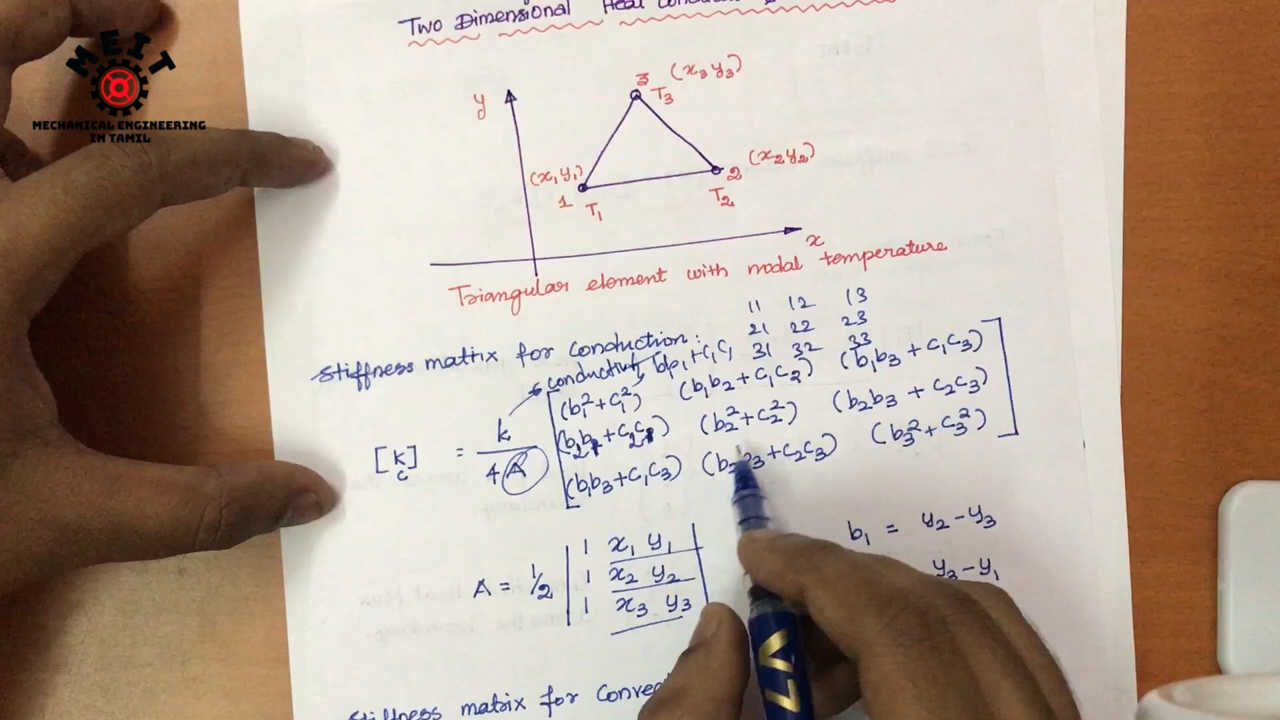 MEIT
MECHANICAL ENGINEERING
IN TAMIL
Two Dimensional Heat
y
3 (x3 y3)
T3
(x1 y1)
1 T1
2 (x2 y2)
T2
x
Triangular element with nodal temperature
11 12 13
21 22 23
31 32 33
Stiffness matrix for conduction:
conductivity b1b1+c1c1
[Kc] = k/4A [(b1²+c1²) (b1b2+c1c2) (b1b3+c1c3)
(b2b1+c2c1) (b2²+c2²) (b2b3+c2c3)
(b1b3+c1c3) (b2b3+c2c3) (b3²+c3²)]
A = 1/2 |1 x1 y1
1 x2 y2
1 x3 y3|
b1 = y2-y3
y3-y1
Stiffness matrix for
V7